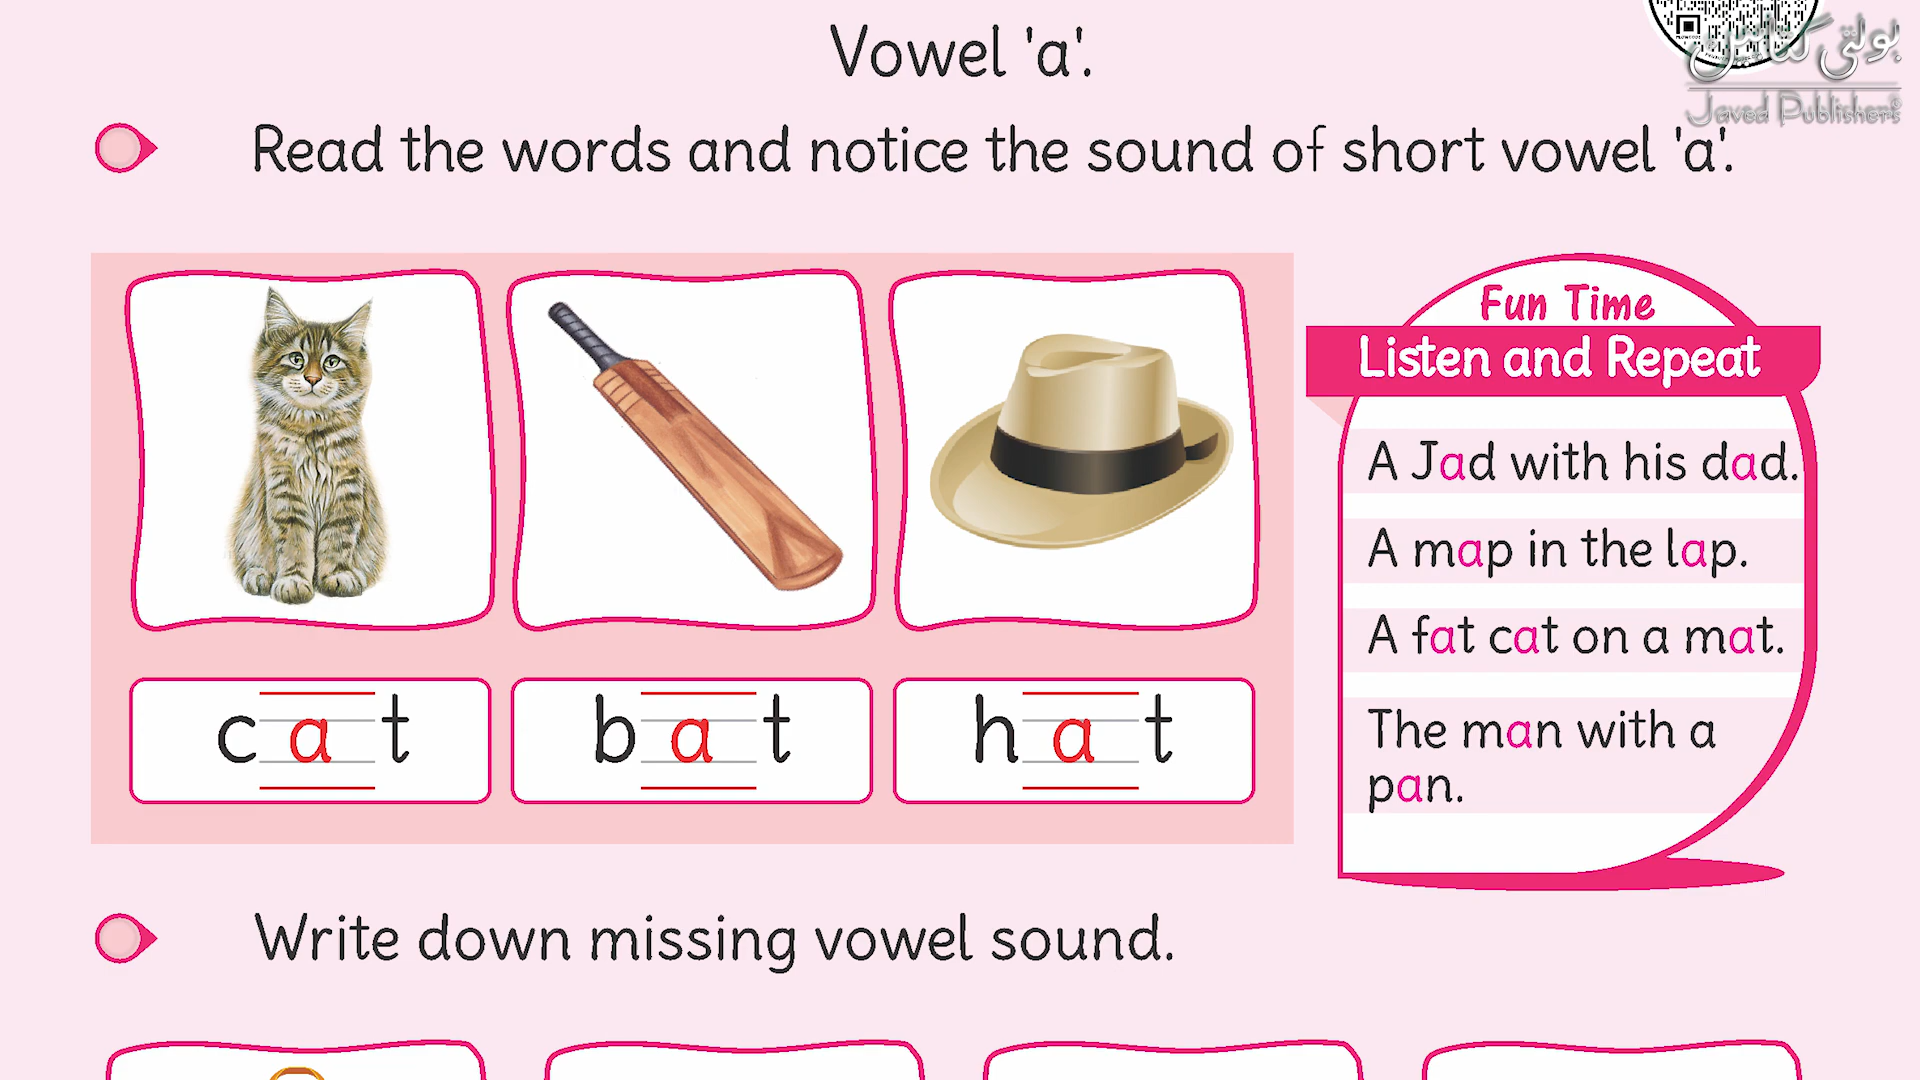 Vowel 'a'.
بولتی کتابیں
Javed Publishers
Read the words and notice the sound of short vowel 'a'.
cat
bat
hat
Fun Time
Listen and Repeat
A Jad with his dad.
A map in the lap.
A fat cat on a mat.
The man with a
pan.
Write down missing vowel sound.